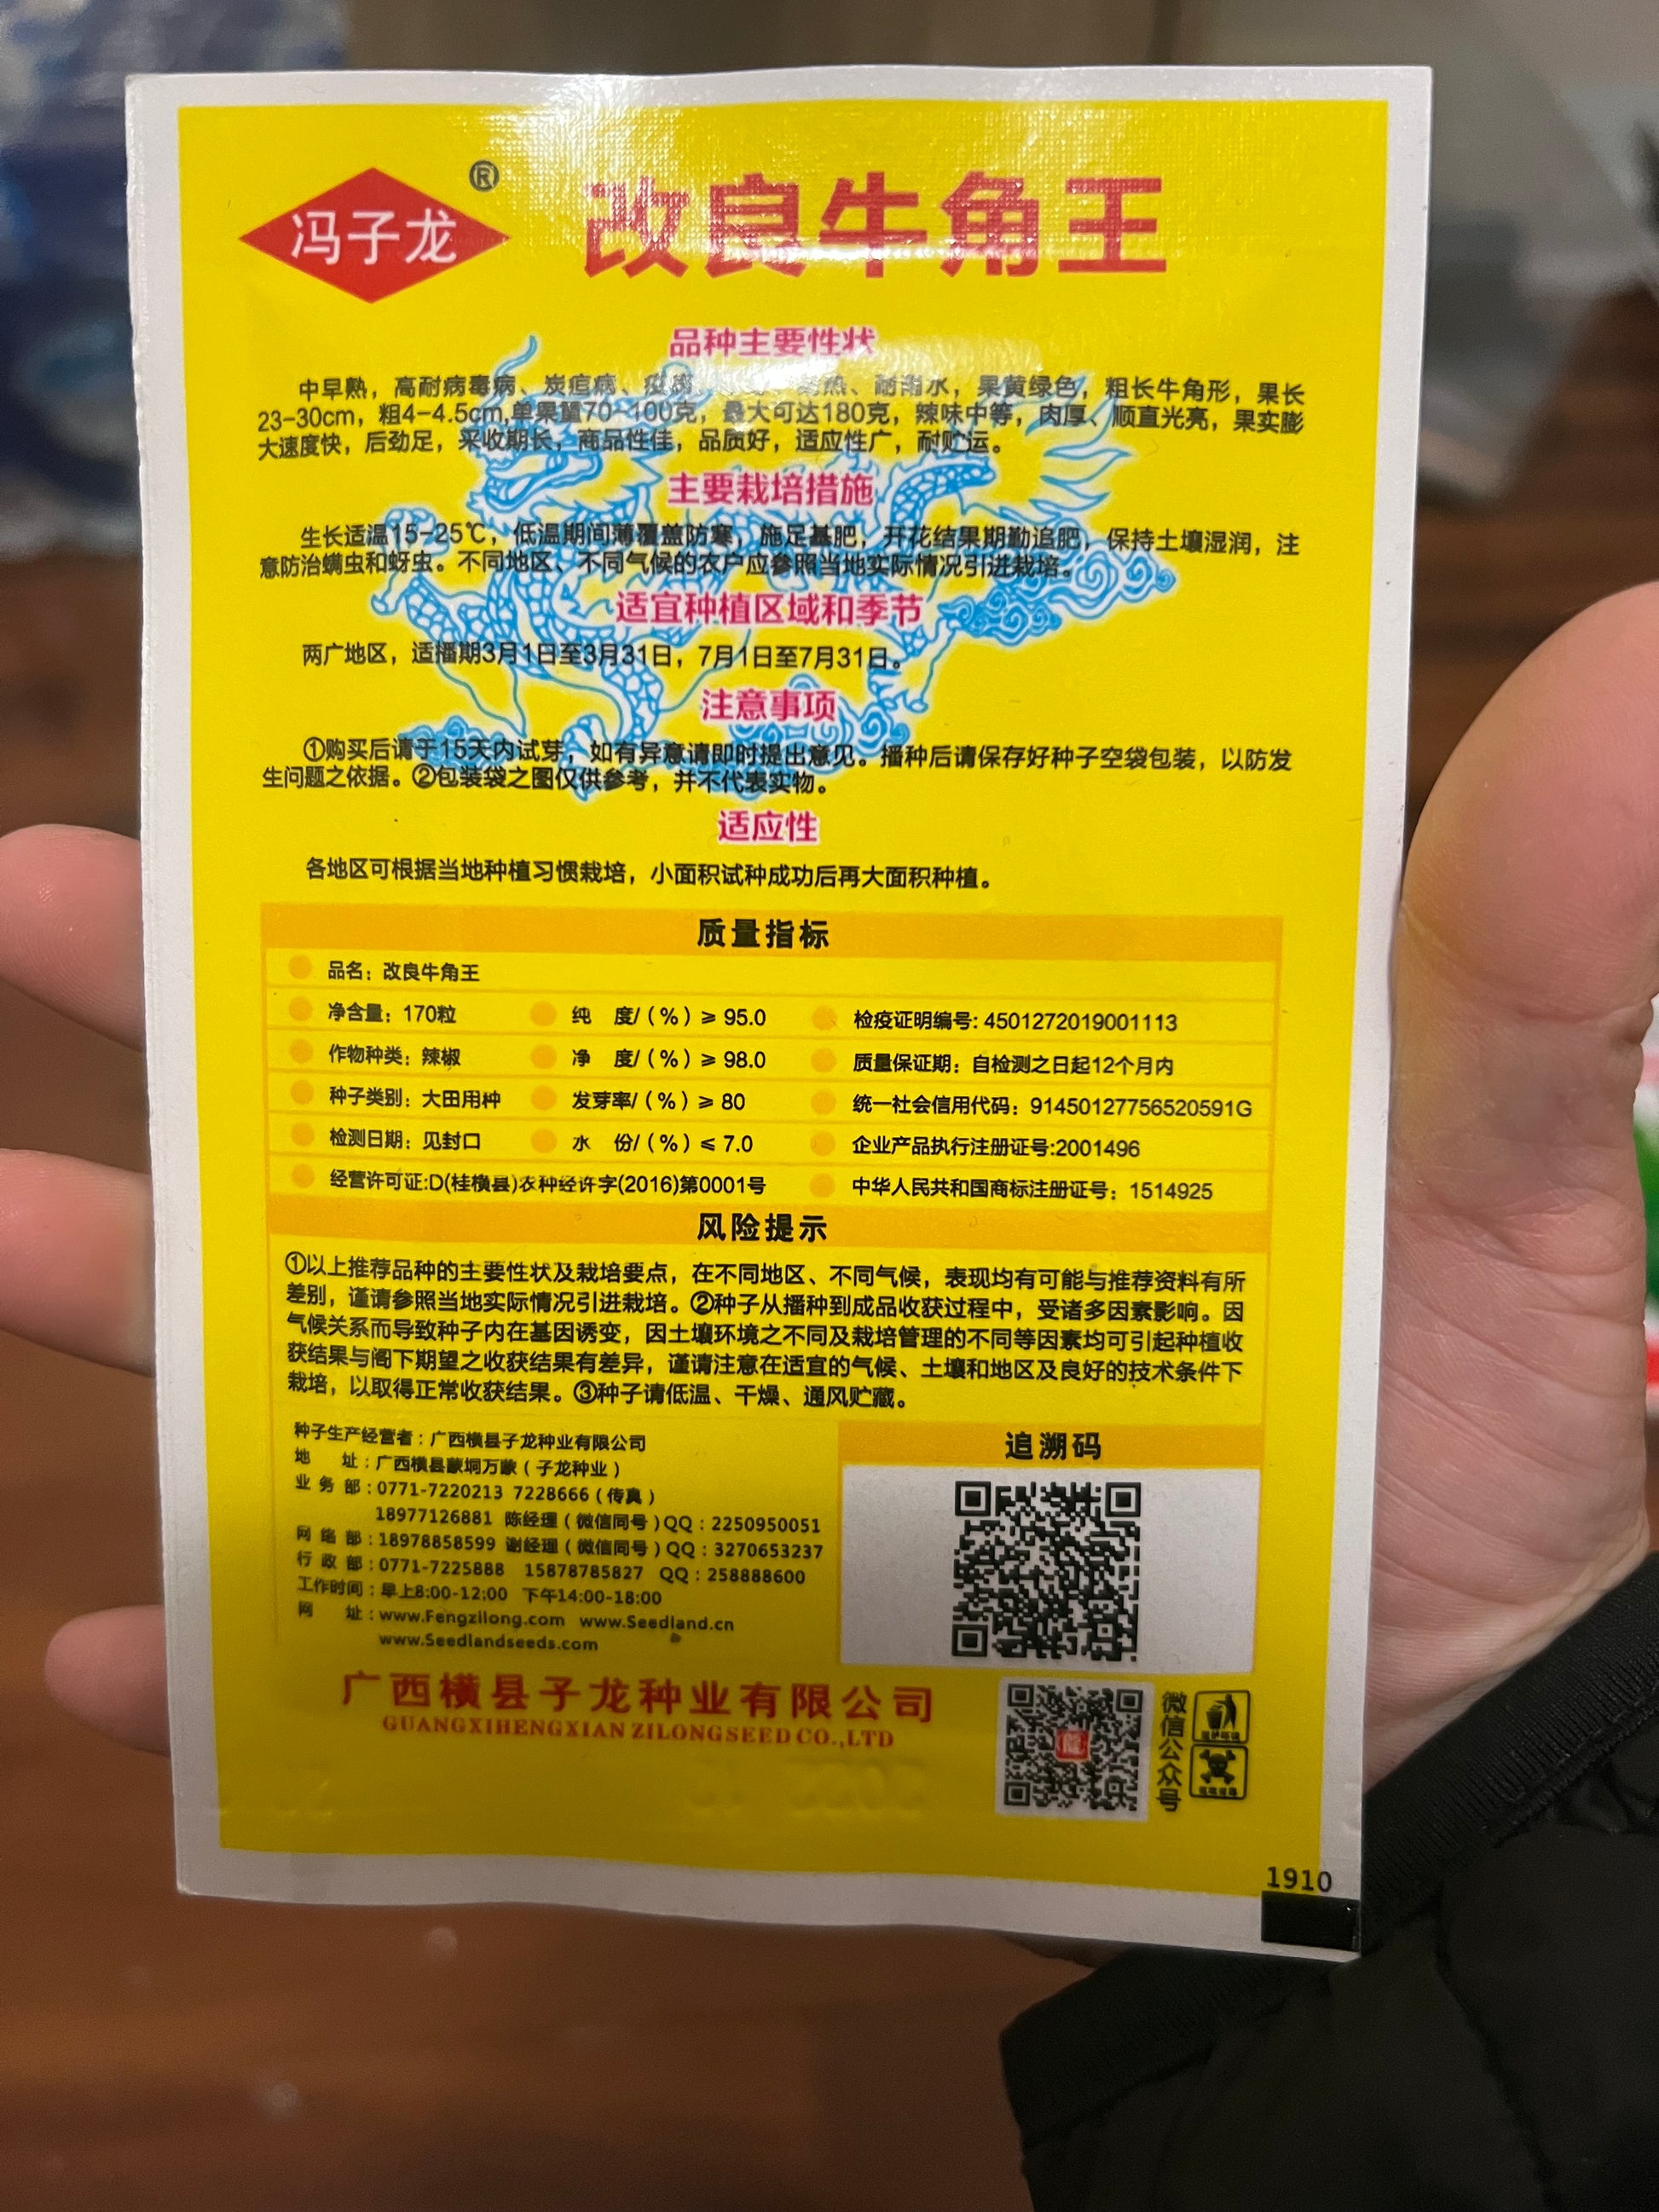 冯子龙
®
改良牛角王
品种主要性状
中早熟，高耐病毒病、炭疽病、疫病、热、耐雨水，果黄绿色，粗长牛角形，果长
23-30cm，粗4-4.5cm,单果量70-100克，最大可达180克，辣味中等，肉厚、顺直光亮，果实膨
大速度快，后劲足，采收期长，商品性佳，品质好，适应性广，耐贮运。
主要栽培措施
生长适温15-25℃，低温期间薄覆盖防寒，施足基肥，开花结果期勤追肥，保持土壤湿润，注
意防治螨虫和蚜虫。不同地区、不同气候的农户应参照当地实际情况引进栽培。
适宜种植区域和季节
两广地区，适播期3月1日至3月31日，7月1日至7月31日。
注意事项
①购买后请于15天内试芽，如有异意请即时提出意见。播种后请保存好种子空袋包装，以防发
生问题之依据。②包装袋之图仅供参考，并不代表实物。
适应性
各地区可根据当地种植习惯栽培，小面积试种成功后再大面积种植。
质量指标
品名：改良牛角王
净含量：170粒 纯 度/（%）≥ 95.0 检疫证明编号: 4501272019001113
作物种类：辣椒 净 度/（%）≥ 98.0 质量保证期：自检测之日起12个月内
种子类别：大田用种 发芽率/（%）≥ 80 统一社会信用代码：91450127756520591G
检测日期：见封口 水 份/（%）≤ 7.0 企业产品执行注册证号:2001496
经营许可证:D(桂横县)农种经许字(2016)第0001号 中华人民共和国商标注册证号：1514925
风险提示
①以上推荐品种的主要性状及栽培要点，在不同地区、不同气候，表现均有可能与推荐资料有所
差别，谨请参照当地实际情况引进栽培。②种子从播种到成品收获过程中，受诸多因素影响。因
气候关系而导致种子内在基因诱变，因土壤环境之不同及栽培管理的不同等因素均可引起种植收
获结果与阁下期望之收获结果有差异，谨请注意在适宜的气候、土壤和地区及良好的技术条件下
栽培，以取得正常收获结果。③种子请低温、干燥、通风贮藏。
种子生产经营者：广西横县子龙种业有限公司
地 址：广西横县蒙垌万蒙（子龙种业）
业 务 部：0771-7220213 7228666（传真）
18977126881 陈经理（微信同号）QQ：2250950051
网 络 部：18978858599 谢经理（微信同号）QQ：3270653237
行 政 部：0771-7225888 15878785827 QQ：258888600
工作时间：早上8:00-12:00 下午14:00-18:00
网 址：www.Fengzilong.com www.Seedland.cn
www.Seedlandseeds.com
追溯码
广西横县子龙种业有限公司
GUANGXIHENGXIAN ZILONGSEED CO.,LTD
微信公众号
1910